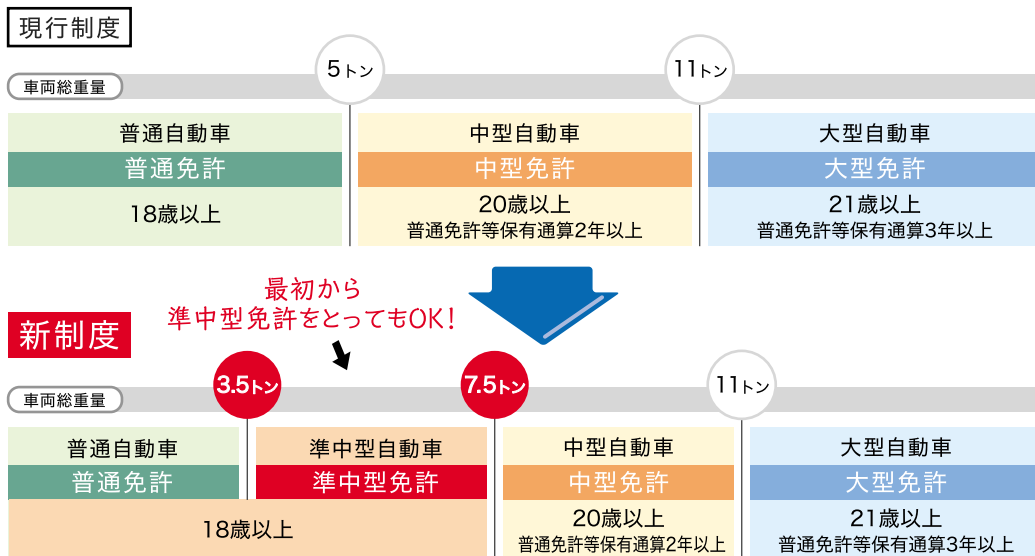 現行制度
5トン
11トン
車両総重量
普通自動車
中型自動車
大型自動車
普通免許
中型免許
大型免許
18歳以上
20歳以上
普通免許等保有通算2年以上
21歳以上
普通免許等保有通算3年以上
最初から
準中型免許をとってもOK!
新制度
3.5トン
7.5トン
11トン
車両総重量
普通自動車
準中型自動車
中型自動車
大型自動車
普通免許
準中型免許
中型免許
大型免許
18歳以上
20歳以上
普通免許等保有通算2年以上
21歳以上
普通免許等保有通算3年以上